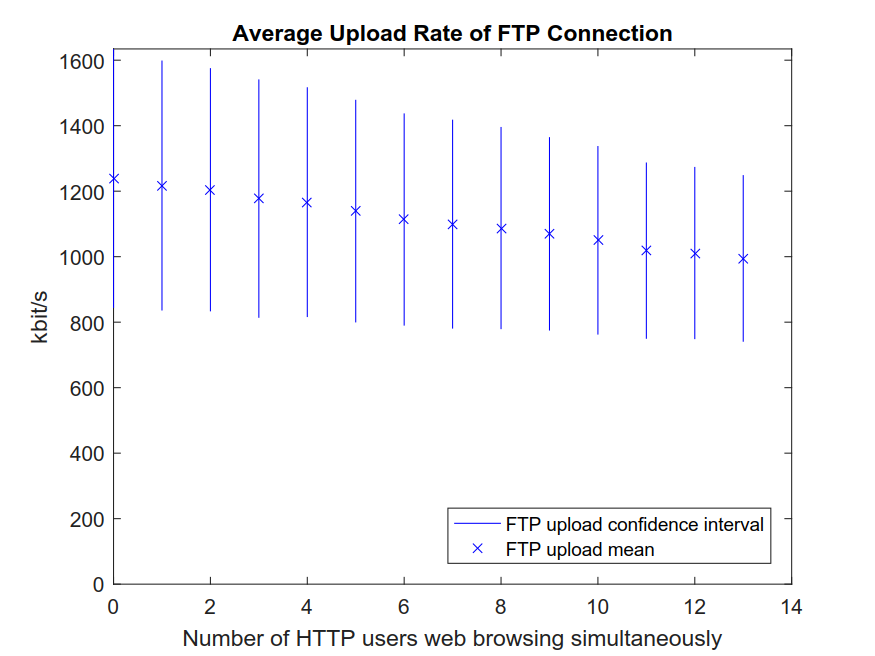 Average Upload Rate of FTP Connection
1600
1400
1200
1000
800
600
400
200
0
kbit/s
FTP upload confidence interval
FTP upload mean
0 2 4 6 8 10 12 14
Number of HTTP users web browsing simultaneously